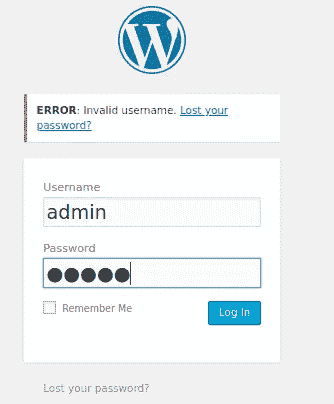 ERROR: Invalid username. Lost your
password?
Username
admin
Password
●●●●●
Remember Me
Log In
Lost your password?